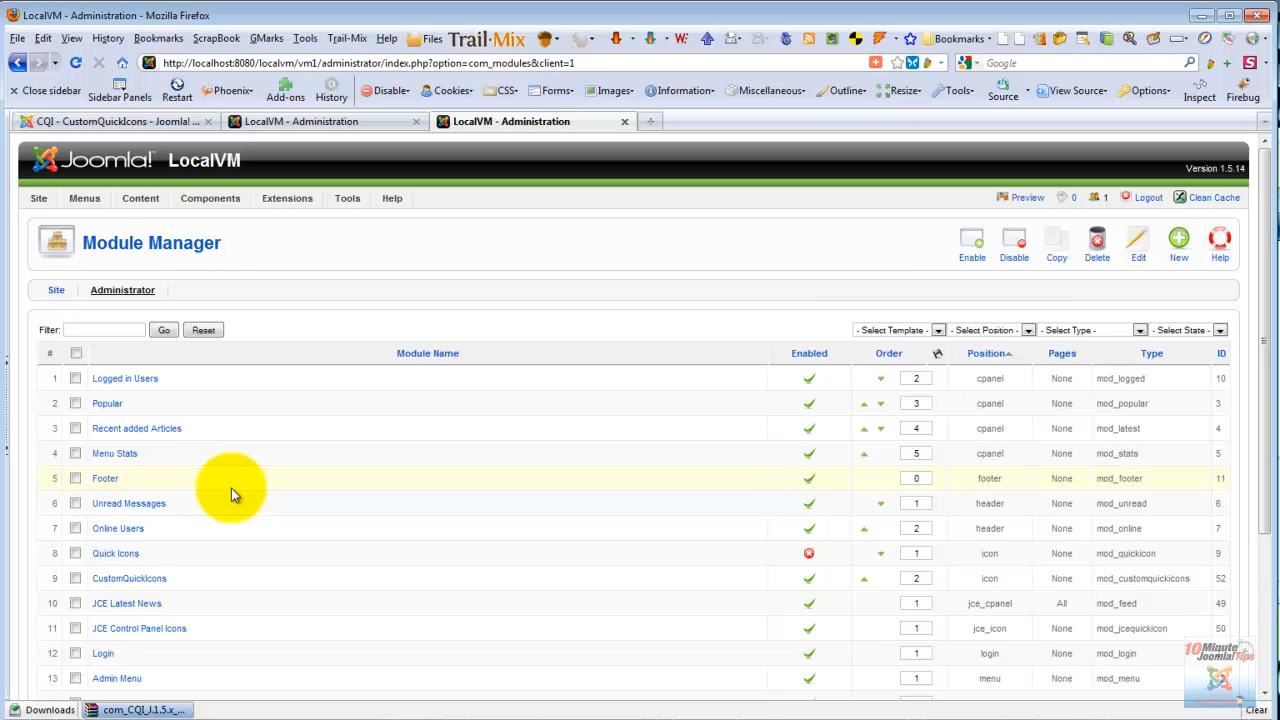 LocalVM - Administration - Mozilla Firefox
File Edit View History Bookmarks ScrapBook GMarks Tools Trail-Mix Help Files Trail-Mix Bookmarks
http://localhost:8080/localvm/vm1/administrator/index.php?option=com_modules&client=1 Google
Close sidebar Sidebar Panels Restart Phoenix Add-ons History Disable Cookies CSS Forms Images Information Miscellaneous Outline Resize Tools Source View Source Options Inspect Firebug
CQI - CustomQuickIcons - Joomla! ... LocalVM - Administration LocalVM - Administration
Joomla! LocalVM
Version 1.5.14
Site Menus Content Components Extensions Tools Help Preview 0 1 Logout Clean Cache
Module Manager
Enable Disable Copy Delete Edit New Help
Site Administrator
Filter: Go Reset - Select Template - - Select Position - - Select Type - - Select State -
# Module Name Enabled Order Position Pages Type ID
1 Logged in Users 2 cpanel None mod_logged 10
2 Popular 3 cpanel None mod_popular 3
3 Recent added Articles 4 cpanel None mod_latest 4
4 Menu Stats 5 cpanel None mod_stats 5
5 Footer 0 footer None mod_footer 11
6 Unread Messages 1 header None mod_unread 6
7 Online Users 2 header None mod_online 7
8 Quick Icons 1 icon None mod_quickicon 9
9 CustomQuickIcons 2 icon None mod_customquickicons 52
10 JCE Latest News 1 jce_cpanel All mod_feed 49
11 JCE Control Panel Icons 1 jce_icon None mod_jcequickicon 50
12 Login 1 login None mod_login
13 Admin Menu 1 menu None mod_menu
10 Minute
Joomla! Tips
Downloads com_CQI_J.1.5.x_... Clear